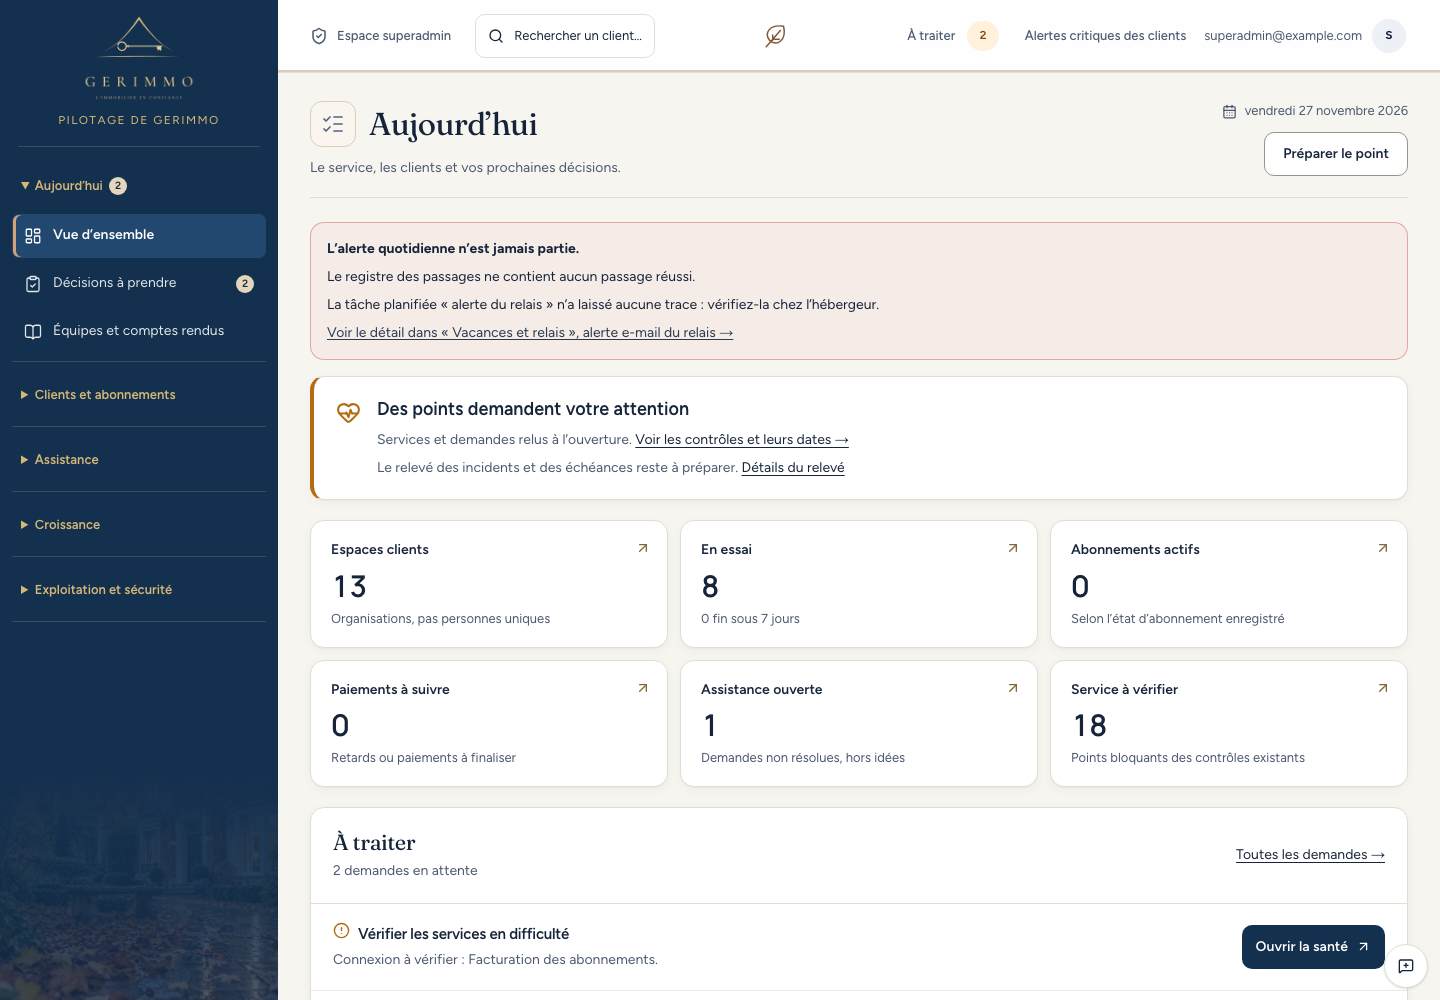 GERIMMO
PILOTAGE DE GERIMMO
Aujourd’hui 2
Vue d’ensemble
Décisions à prendre 2
Équipes et comptes rendus
Clients et abonnements
Assistance
Croissance
Exploitation et sécurité
Espace superadmin
Rechercher un client...
À traiter 2
Alertes critiques des clients
superadmin@example.com
S
Aujourd’hui
Le service, les clients et vos prochaines décisions.
vendredi 27 novembre 2026
Préparer le point
L’alerte quotidienne n’est jamais partie.
Le registre des passages ne contient aucun passage réussi.
La tâche planifiée « alerte du relais » n’a laissé aucune trace : vérifiez-la chez l’hébergeur.
Voir le détail dans « Vacances et relais », alerte e-mail du relais →
Des points demandent votre attention
Services et demandes relus à l’ouverture. Voir les contrôles et leurs dates →
Le relevé des incidents et des échéances reste à préparer. Détails du relevé
Espaces clients
13
Organisations, pas personnes uniques
En essai
8
0 fin sous 7 jours
Abonnements actifs
0
Selon l’état d’abonnement enregistré
Paiements à suivre
0
Retards ou paiements à finaliser
Assistance ouverte
1
Demandes non résolues, hors idées
Service à vérifier
18
Points bloquants des contrôles existants
À traiter
2 demandes en attente
Toutes les demandes →
Vérifier les services en difficulté
Connexion à vérifier : Facturation des abonnements.
Ouvrir la santé